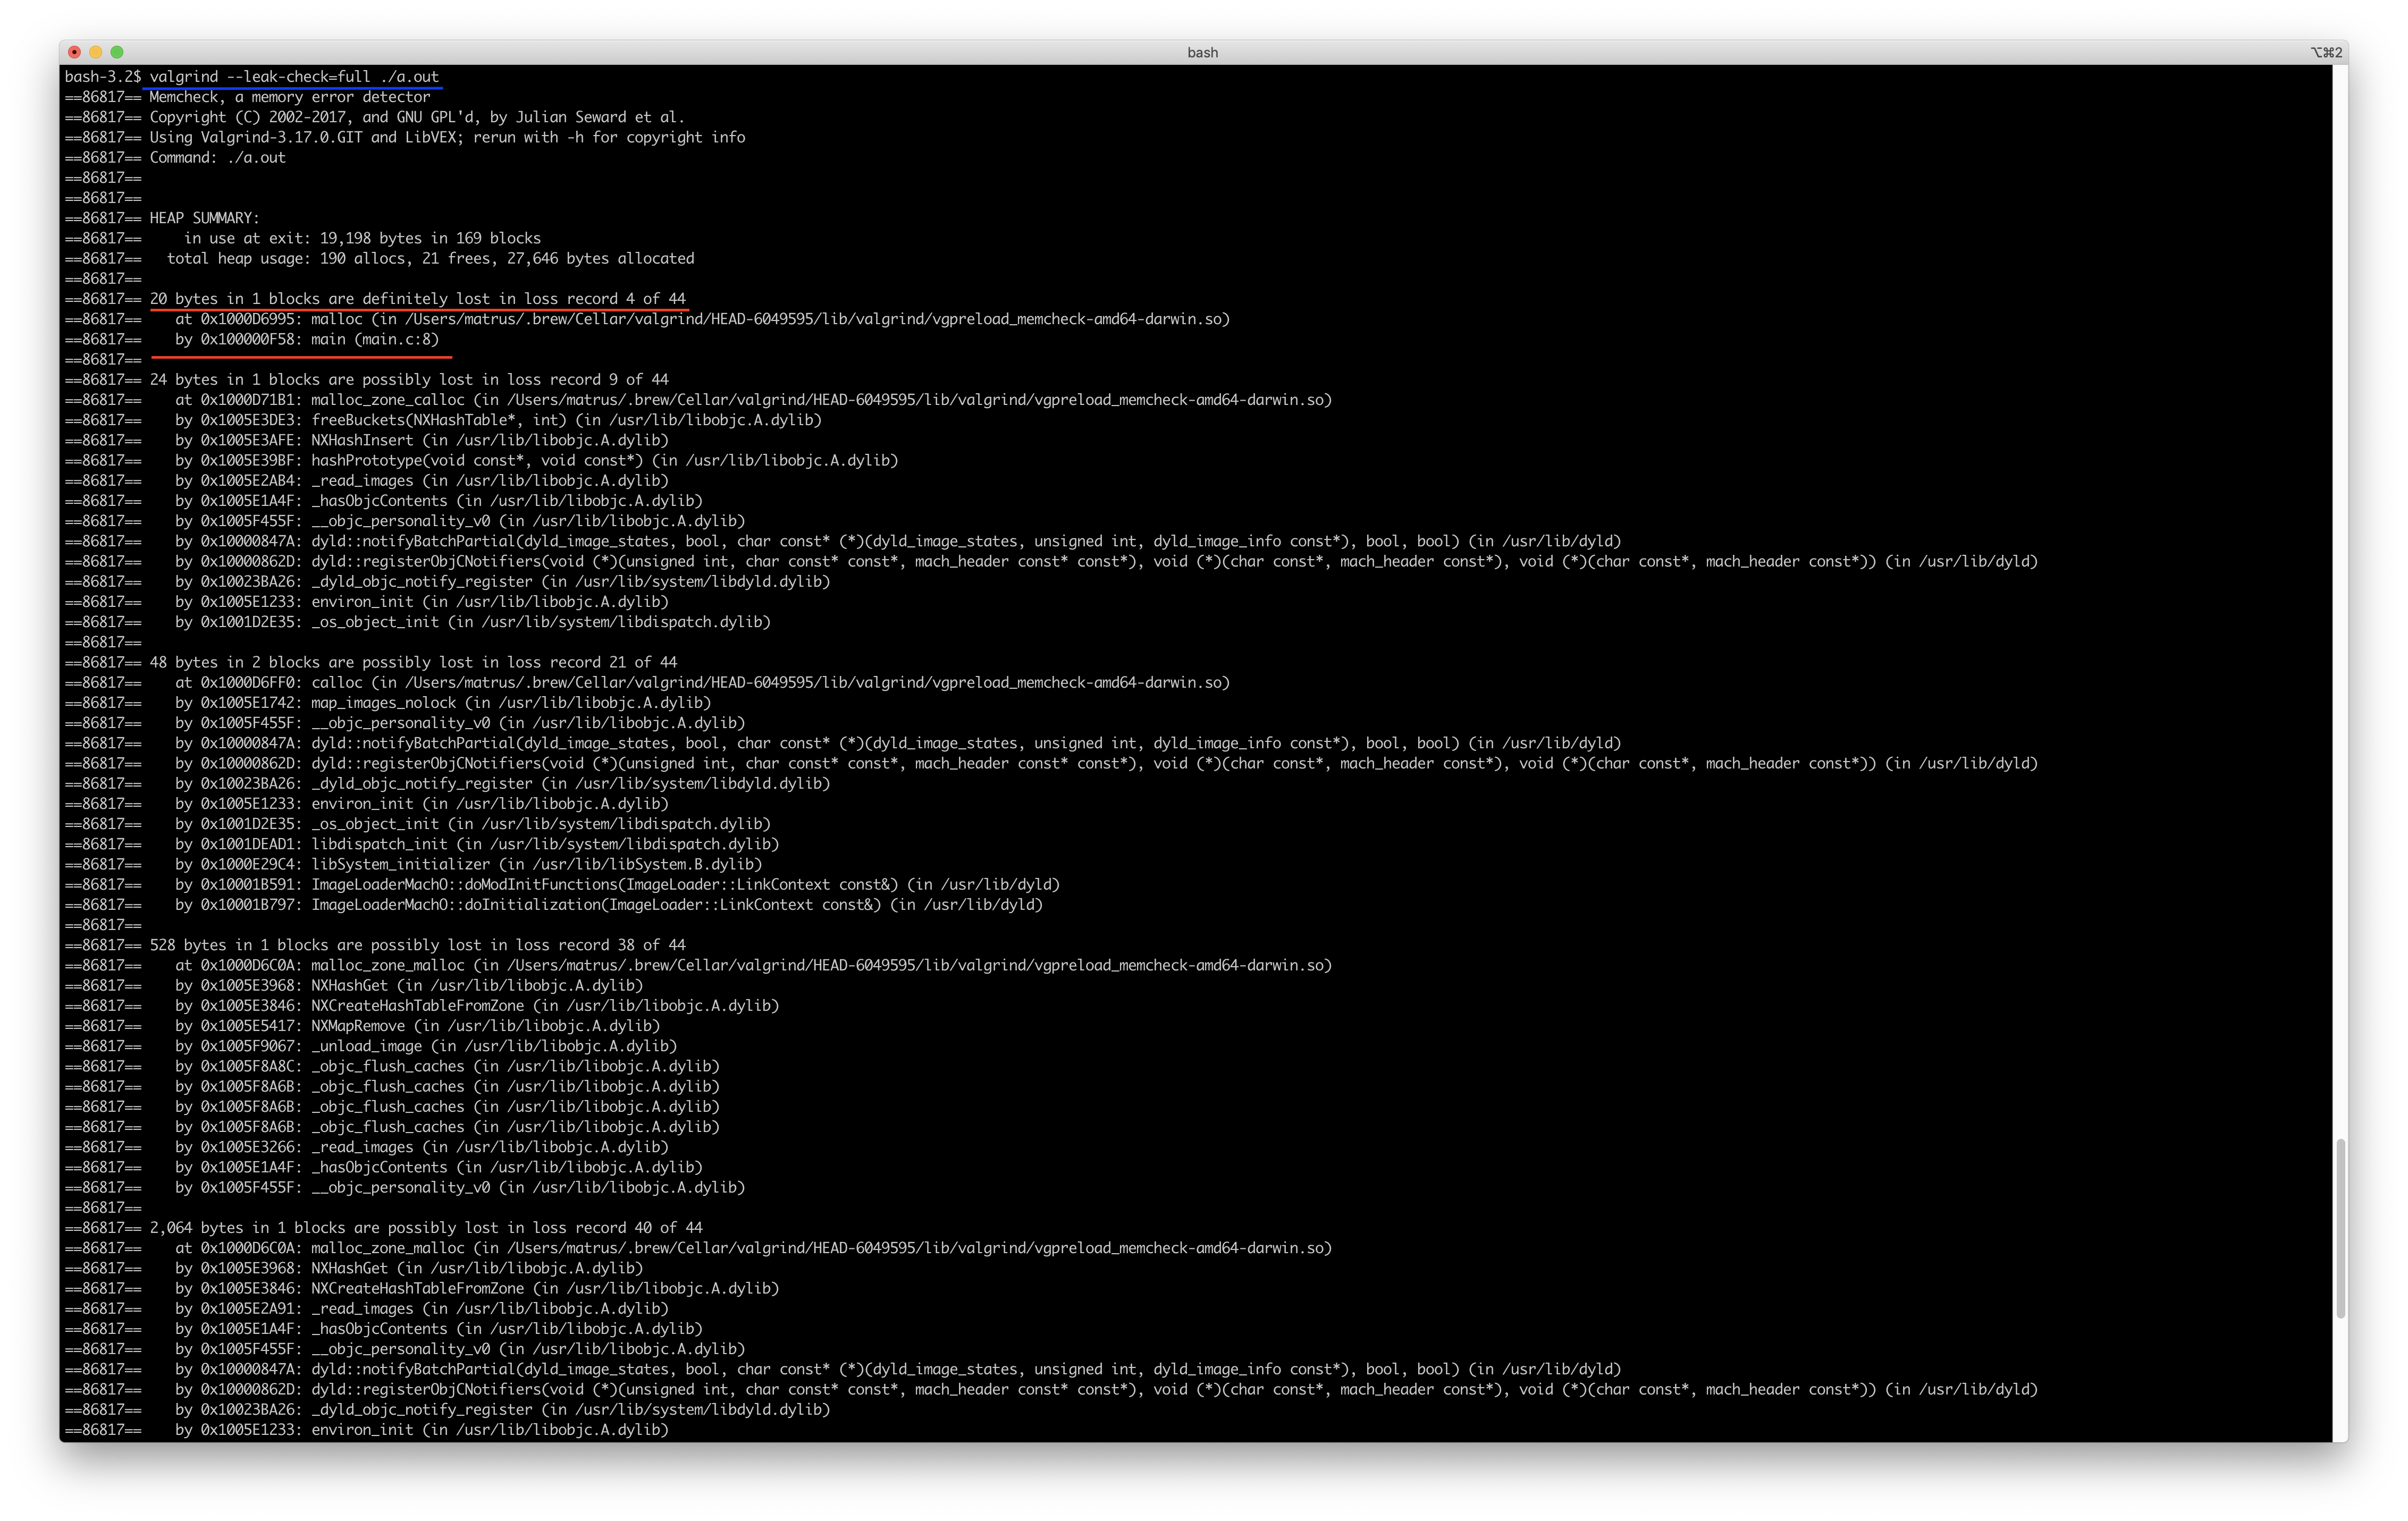 bash
⌥⌘2
bash-3.2$ valgrind --leak-check=full ./a.out
==86817== Memcheck, a memory error detector
==86817== Copyright (C) 2002-2017, and GNU GPL'd, by Julian Seward et al.
==86817== Using Valgrind-3.17.0.GIT and LibVEX; rerun with -h for copyright info
==86817== Command: ./a.out
==86817==
==86817==
==86817== HEAP SUMMARY:
==86817==     in use at exit: 19,198 bytes in 169 blocks
==86817==   total heap usage: 190 allocs, 21 frees, 27,646 bytes allocated
==86817==
==86817== 20 bytes in 1 blocks are definitely lost in loss record 4 of 44
==86817==    at 0x1000D6995: malloc (in /Users/matrus/.brew/Cellar/valgrind/HEAD-6049595/lib/valgrind/vgpreload_memcheck-amd64-darwin.so)
==86817==    by 0x100000F58: main (main.c:8)
==86817==
==86817== 24 bytes in 1 blocks are possibly lost in loss record 9 of 44
==86817==    at 0x1000D71B1: malloc_zone_calloc (in /Users/matrus/.brew/Cellar/valgrind/HEAD-6049595/lib/valgrind/vgpreload_memcheck-amd64-darwin.so)
==86817==    by 0x1005E3DE3: freeBuckets(NXHashTable*, int) (in /usr/lib/libobjc.A.dylib)
==86817==    by 0x1005E3AFE: NXHashInsert (in /usr/lib/libobjc.A.dylib)
==86817==    by 0x1005E39BF: hashPrototype(void const*, void const*) (in /usr/lib/libobjc.A.dylib)
==86817==    by 0x1005E2AB4: _read_images (in /usr/lib/libobjc.A.dylib)
==86817==    by 0x1005E1A4F: _hasObjcContents (in /usr/lib/libobjc.A.dylib)
==86817==    by 0x1005F455F: __objc_personality_v0 (in /usr/lib/libobjc.A.dylib)
==86817==    by 0x10000847A: dyld::notifyBatchPartial(dyld_image_states, bool, char const* (*)(dyld_image_states, unsigned int, dyld_image_info const*), bool, bool) (in /usr/lib/dyld)
==86817==    by 0x10000862D: dyld::registerObjCNotifiers(void (*)(unsigned int, char const* const*, mach_header const* const*), void (*)(char const*, mach_header const*), void (*)(char const*, mach_header const*)) (in /usr/lib/dyld)
==86817==    by 0x10023BA26: _dyld_objc_notify_register (in /usr/lib/system/libdyld.dylib)
==86817==    by 0x1005E1233: environ_init (in /usr/lib/libobjc.A.dylib)
==86817==    by 0x1001D2E35: _os_object_init (in /usr/lib/system/libdispatch.dylib)
==86817==
==86817== 48 bytes in 2 blocks are possibly lost in loss record 21 of 44
==86817==    at 0x1000D6FF0: calloc (in /Users/matrus/.brew/Cellar/valgrind/HEAD-6049595/lib/valgrind/vgpreload_memcheck-amd64-darwin.so)
==86817==    by 0x1005E1742: map_images_nolock (in /usr/lib/libobjc.A.dylib)
==86817==    by 0x1005F455F: __objc_personality_v0 (in /usr/lib/libobjc.A.dylib)
==86817==    by 0x10000847A: dyld::notifyBatchPartial(dyld_image_states, bool, char const* (*)(dyld_image_states, unsigned int, dyld_image_info const*), bool, bool) (in /usr/lib/dyld)
==86817==    by 0x10000862D: dyld::registerObjCNotifiers(void (*)(unsigned int, char const* const*, mach_header const* const*), void (*)(char const*, mach_header const*), void (*)(char const*, mach_header const*)) (in /usr/lib/dyld)
==86817==    by 0x10023BA26: _dyld_objc_notify_register (in /usr/lib/system/libdyld.dylib)
==86817==    by 0x1005E1233: environ_init (in /usr/lib/libobjc.A.dylib)
==86817==    by 0x1001D2E35: _os_object_init (in /usr/lib/system/libdispatch.dylib)
==86817==    by 0x1001DEAD1: libdispatch_init (in /usr/lib/system/libdispatch.dylib)
==86817==    by 0x1000E29C4: libSystem_initializer (in /usr/lib/libSystem.B.dylib)
==86817==    by 0x10001B591: ImageLoaderMachO::doModInitFunctions(ImageLoader::LinkContext const&) (in /usr/lib/dyld)
==86817==    by 0x10001B797: ImageLoaderMachO::doInitialization(ImageLoader::LinkContext const&) (in /usr/lib/dyld)
==86817==
==86817== 528 bytes in 1 blocks are possibly lost in loss record 38 of 44
==86817==    at 0x1000D6C0A: malloc_zone_malloc (in /Users/matrus/.brew/Cellar/valgrind/HEAD-6049595/lib/valgrind/vgpreload_memcheck-amd64-darwin.so)
==86817==    by 0x1005E3968: NXHashGet (in /usr/lib/libobjc.A.dylib)
==86817==    by 0x1005E3846: NXCreateHashTableFromZone (in /usr/lib/libobjc.A.dylib)
==86817==    by 0x1005E5417: NXMapRemove (in /usr/lib/libobjc.A.dylib)
==86817==    by 0x1005F9067: _unload_image (in /usr/lib/libobjc.A.dylib)
==86817==    by 0x1005F8A8C: _objc_flush_caches (in /usr/lib/libobjc.A.dylib)
==86817==    by 0x1005F8A6B: _objc_flush_caches (in /usr/lib/libobjc.A.dylib)
==86817==    by 0x1005F8A6B: _objc_flush_caches (in /usr/lib/libobjc.A.dylib)
==86817==    by 0x1005F8A6B: _objc_flush_caches (in /usr/lib/libobjc.A.dylib)
==86817==    by 0x1005E3266: _read_images (in /usr/lib/libobjc.A.dylib)
==86817==    by 0x1005E1A4F: _hasObjcContents (in /usr/lib/libobjc.A.dylib)
==86817==    by 0x1005F455F: __objc_personality_v0 (in /usr/lib/libobjc.A.dylib)
==86817==
==86817== 2,064 bytes in 1 blocks are possibly lost in loss record 40 of 44
==86817==    at 0x1000D6C0A: malloc_zone_malloc (in /Users/matrus/.brew/Cellar/valgrind/HEAD-6049595/lib/valgrind/vgpreload_memcheck-amd64-darwin.so)
==86817==    by 0x1005E3968: NXHashGet (in /usr/lib/libobjc.A.dylib)
==86817==    by 0x1005E3846: NXCreateHashTableFromZone (in /usr/lib/libobjc.A.dylib)
==86817==    by 0x1005E2A91: _read_images (in /usr/lib/libobjc.A.dylib)
==86817==    by 0x1005E1A4F: _hasObjcContents (in /usr/lib/libobjc.A.dylib)
==86817==    by 0x1005F455F: __objc_personality_v0 (in /usr/lib/libobjc.A.dylib)
==86817==    by 0x10000847A: dyld::notifyBatchPartial(dyld_image_states, bool, char const* (*)(dyld_image_states, unsigned int, dyld_image_info const*), bool, bool) (in /usr/lib/dyld)
==86817==    by 0x10000862D: dyld::registerObjCNotifiers(void (*)(unsigned int, char const* const*, mach_header const* const*), void (*)(char const*, mach_header const*), void (*)(char const*, mach_header const*)) (in /usr/lib/dyld)
==86817==    by 0x10023BA26: _dyld_objc_notify_register (in /usr/lib/system/libdyld.dylib)
==86817==    by 0x1005E1233: environ_init (in /usr/lib/libobjc.A.dylib)